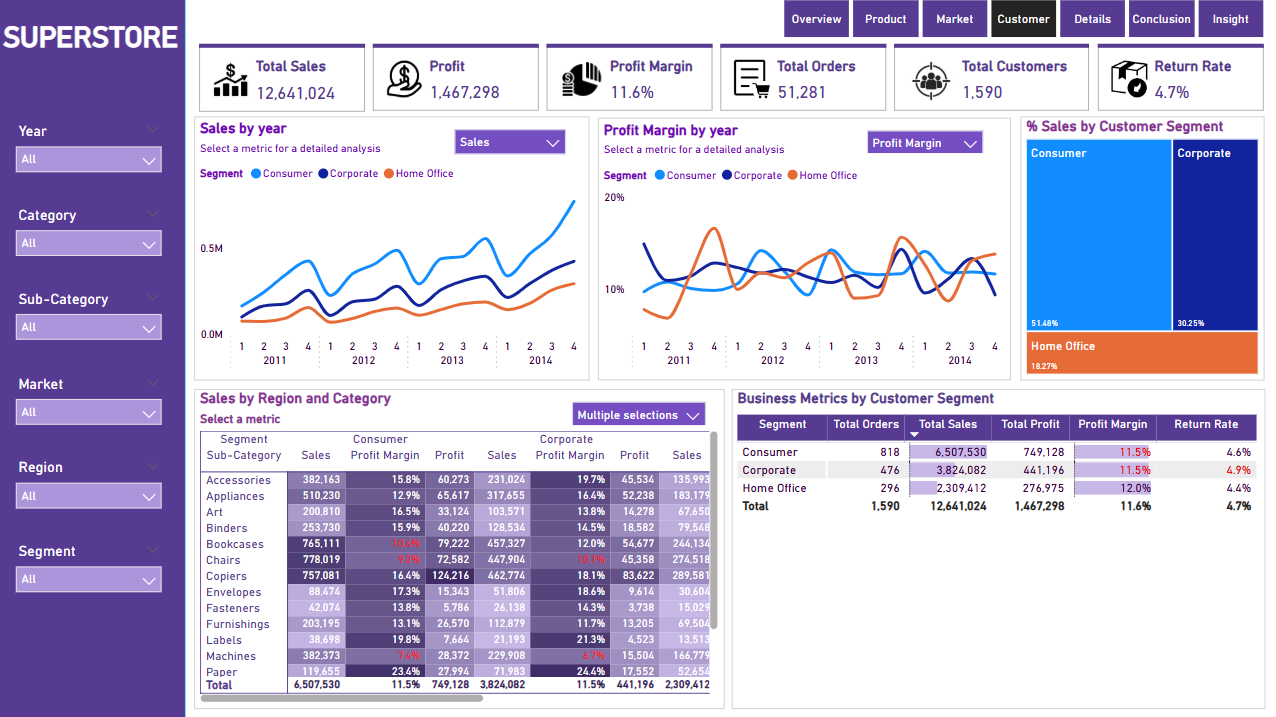 SUPERSTORE
Overview Product Market Customer Details Conclusion Insight
Total Sales
12,641,024
Profit
1,467,298
Profit Margin
11.6%
Total Orders
51,281
Total Customers
1,590
Return Rate
4.7%
Year
All
Category
All
Sub-Category
All
Market
All
Region
All
Segment
All
Sales by year
Select a metric for a detailed analysis
Sales
Segment Consumer Corporate Home Office
0.5M
0.0M
1 2 3 4 1 2 3 4 1 2 3 4 1 2 3 4
2011 2012 2013 2014
Profit Margin by year
Select a metric for a detailed analysis
Profit Margin
Segment Consumer Corporate Home Office
20%
10%
1 2 3 4 1 2 3 4 1 2 3 4 1 2 3 4
2011 2012 2013 2014
% Sales by Customer Segment
Consumer
51.48%
Corporate
30.25%
Home Office
18.27%
Sales by Region and Category
Select a metric
Multiple selections
Segment Consumer Corporate
Sub-Category Sales Profit Margin Profit Sales Profit Margin Profit Sales
Accessories 382,163 15.8% 60,273 231,024 19.7% 45,534 135,993
Appliances 510,230 12.9% 65,617 317,655 16.4% 52,238 183,179
Art 200,810 16.5% 33,124 103,571 13.8% 14,278 67,650
Binders 253,730 15.9% 40,220 128,534 14.5% 18,582 79,548
Bookcases 765,111 10.4% 79,222 457,327 12.0% 54,677 244,134
Chairs 778,019 9.3% 72,582 447,904 10.1% 45,358 274,518
Copiers 757,081 16.4% 124,216 462,774 18.1% 83,622 289,581
Envelopes 88,474 17.3% 15,343 51,806 18.6% 9,614 30,604
Fasteners 42,074 13.8% 5,786 26,138 14.3% 3,738 15,029
Furnishings 203,195 13.1% 26,570 112,879 11.7% 13,205 69,504
Labels 38,698 19.8% 7,664 21,193 21.3% 4,523 13,513
Machines 382,373 7.4% 28,372 229,908 6.7% 15,504 166,779
Paper 119,655 23.4% 27,994 71,983 24.4% 17,552 52,654
Total 6,507,530 11.5% 749,128 3,824,082 11.5% 441,196 2,309,412
Business Metrics by Customer Segment
Segment Total Orders Total Sales Total Profit Profit Margin Return Rate
Consumer 818 6,507,530 749,128 11.5% 4.6%
Corporate 476 3,824,082 441,196 11.5% 4.9%
Home Office 296 2,309,412 276,975 12.0% 4.4%
Total 1,590 12,641,024 1,467,298 11.6% 4.7%